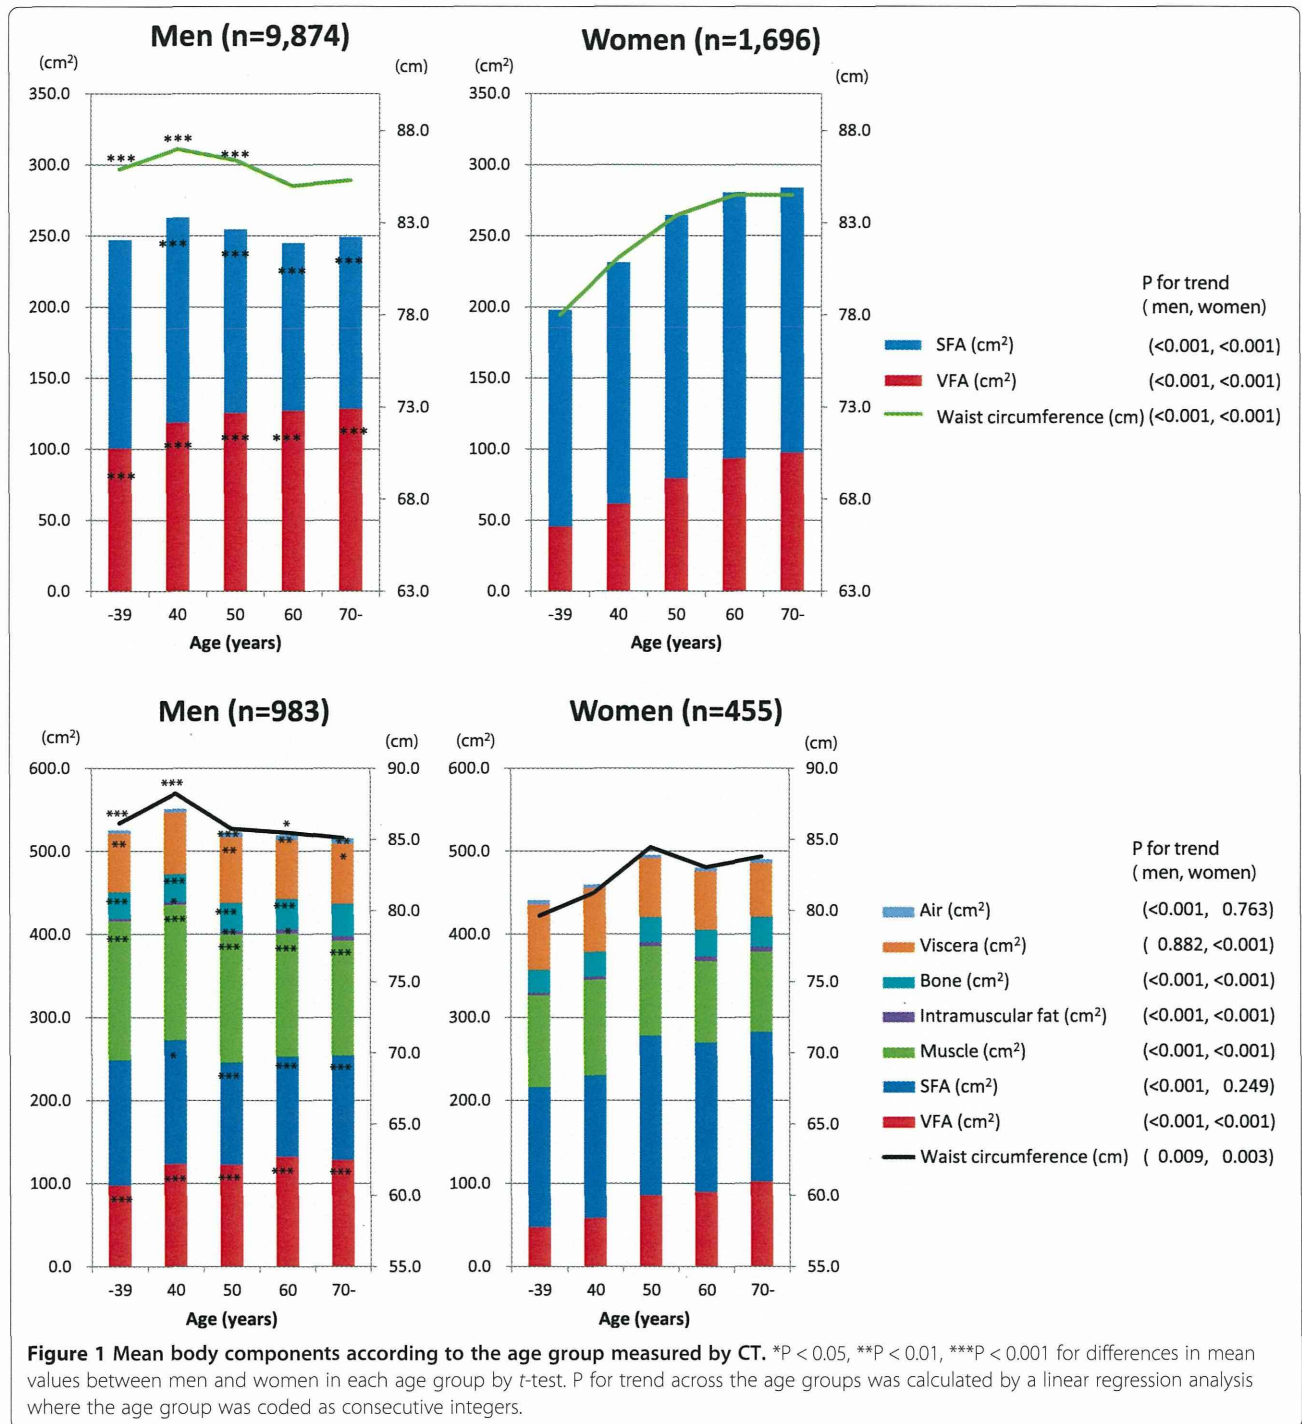 Men (n=9,874)
(cm²)
(cm)
350.0
300.0
250.0
200.0
150.0
100.0
50.0
0.0
88.0
83.0
78.0
73.0
68.0
63.0
***
***
***
***
***
***
***
***
***
***
***
***
-39 40 50 60 70-
Age (years)
Women (n=1,696)
(cm²)
(cm)
350.0
300.0
250.0
200.0
150.0
100.0
50.0
0.0
88.0
83.0
78.0
73.0
68.0
63.0
-39 40 50 60 70-
Age (years)
P for trend
( men, women)
SFA (cm²) (<0.001, <0.001)
VFA (cm²) (<0.001, <0.001)
Waist circumference (cm) (<0.001, <0.001)
Men (n=983)
(cm²)
(cm)
600.0
500.0
400.0
300.0
200.0
100.0
0.0
90.0
85.0
80.0
75.0
70.0
65.0
60.0
55.0
***
**
***
***
***
***
***
*
***
*
***
***
**
***
**
***
***
***
*
**
***
*
***
***
***
**
*
***
***
***
-39 40 50 60 70-
Age (years)
Women (n=455)
(cm²)
(cm)
600.0
500.0
400.0
300.0
200.0
100.0
0.0
90.0
85.0
80.0
75.0
70.0
65.0
60.0
55.0
-39 40 50 60 70-
Age (years)
P for trend
( men, women)
Air (cm²) (<0.001, 0.763)
Viscera (cm²) ( 0.882, <0.001)
Bone (cm²) (<0.001, <0.001)
Intramuscular fat (cm²) (<0.001, <0.001)
Muscle (cm²) (<0.001, <0.001)
SFA (cm²) (<0.001, 0.249)
VFA (cm²) (<0.001, <0.001)
Waist circumference (cm) ( 0.009, 0.003)
Figure 1 Mean body components according to the age group measured by CT. *P < 0.05, **P < 0.01, ***P < 0.001 for differences in mean
values between men and women in each age group by t-test. P for trend across the age groups was calculated by a linear regression analysis
where the age group was coded as consecutive integers.